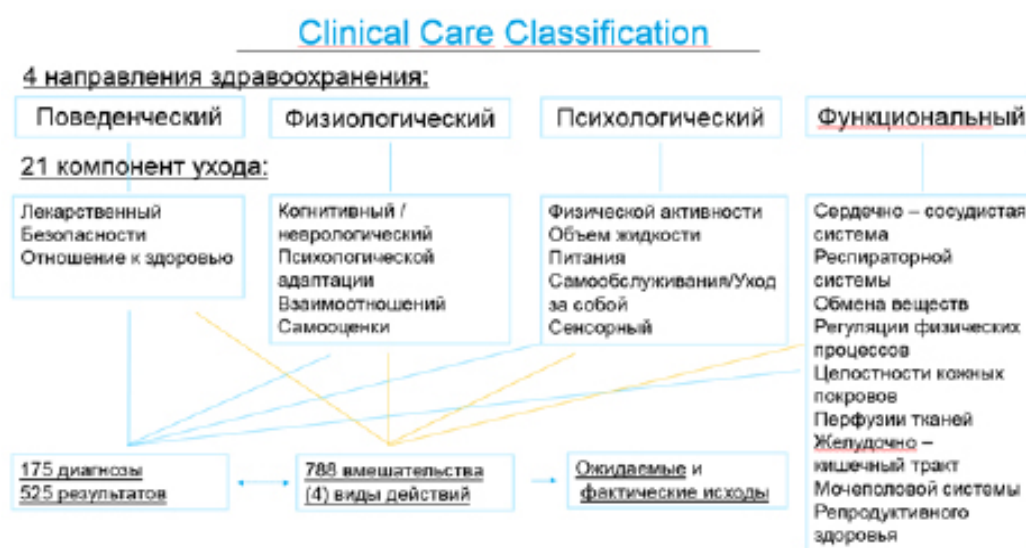 Clinical Care Classification
4 направления здравоохранения:
Поведенческий
Физиологический
Психологический
Функциональный
21 компонент ухода:
Лекарственный
Безопасности
Отношение к здоровью
Когнитивный /
неврологический
Психологической
адаптации
Взаимоотношений
Самооценки
Физической активности
Объем жидкости
Питания
Самообслуживания/Уход
за собой
Сенсорный
Сердечно – сосудистая
система
Респираторной
системы
Обмена веществ
Регуляции физических
процессов
Целостности кожных
покровов
Перфузии тканей
Желудочно –
кишечный тракт
Мочеполовой системы
Репродуктивного
здоровья
175 диагнозы
525 результатов
788 вмешательства
(4) виды действий
Ожидаемые и
фактические исходы